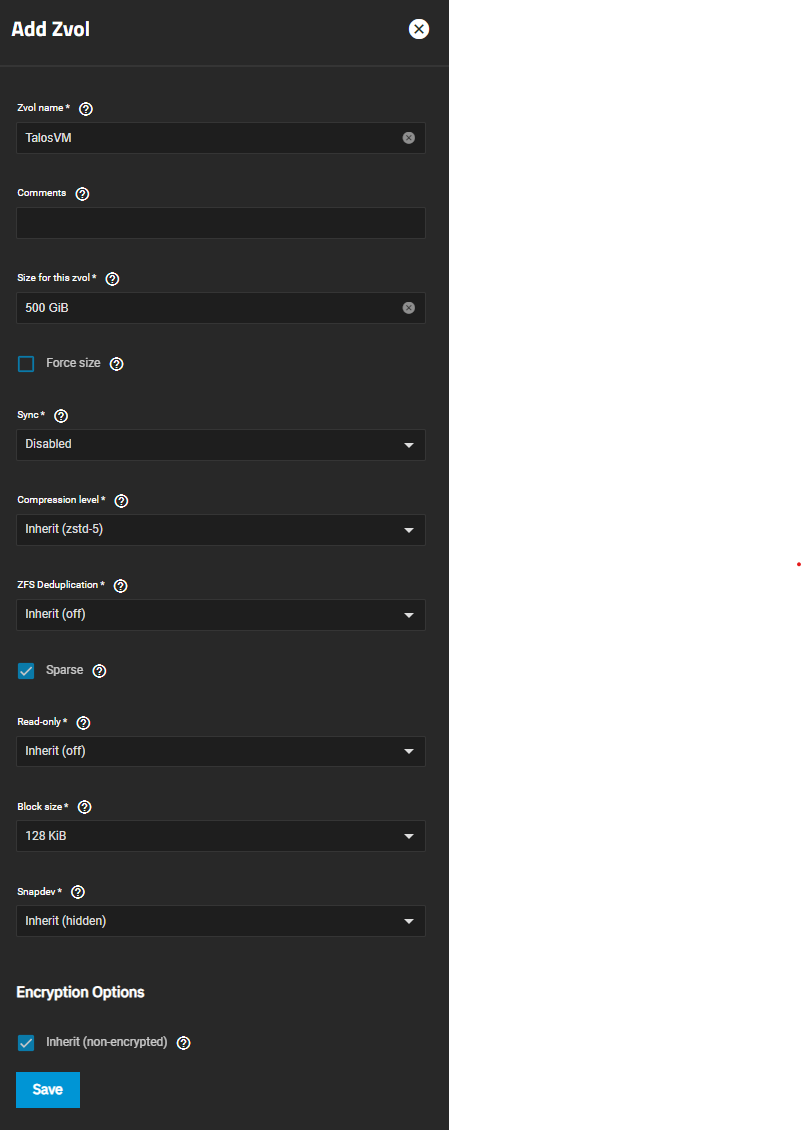 Add Zvol
Zvol name *
TalosVM
Comments
Size for this zvol *
500 GiB
Force size
Sync *
Disabled
Compression level *
Inherit (zstd-5)
ZFS Deduplication *
Inherit (off)
Sparse
Read-only *
Inherit (off)
Block size *
128 KiB
Snapdev *
Inherit (hidden)
Encryption Options
Inherit (non-encrypted)
Save